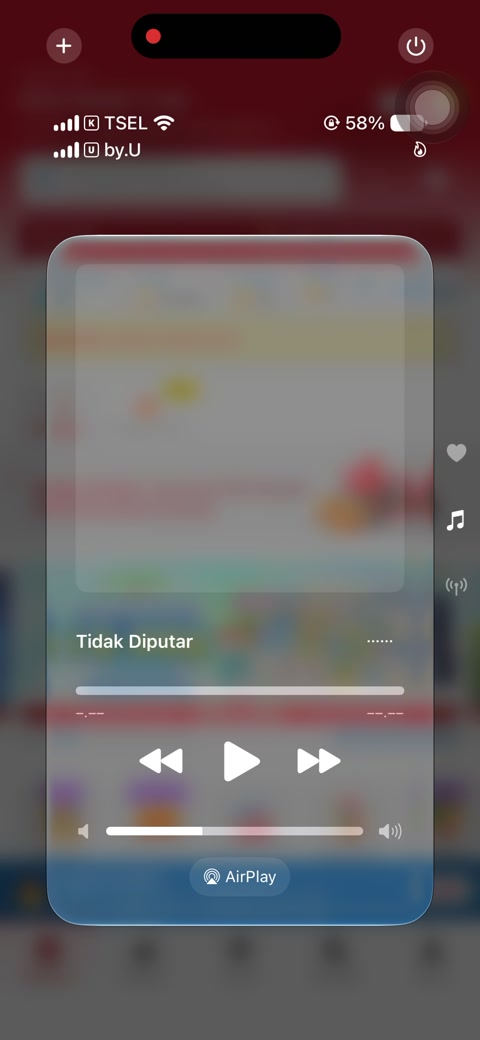 K TSEL 58%
U by.U
Tidak Diputar
--:-- --:--
AirPlay